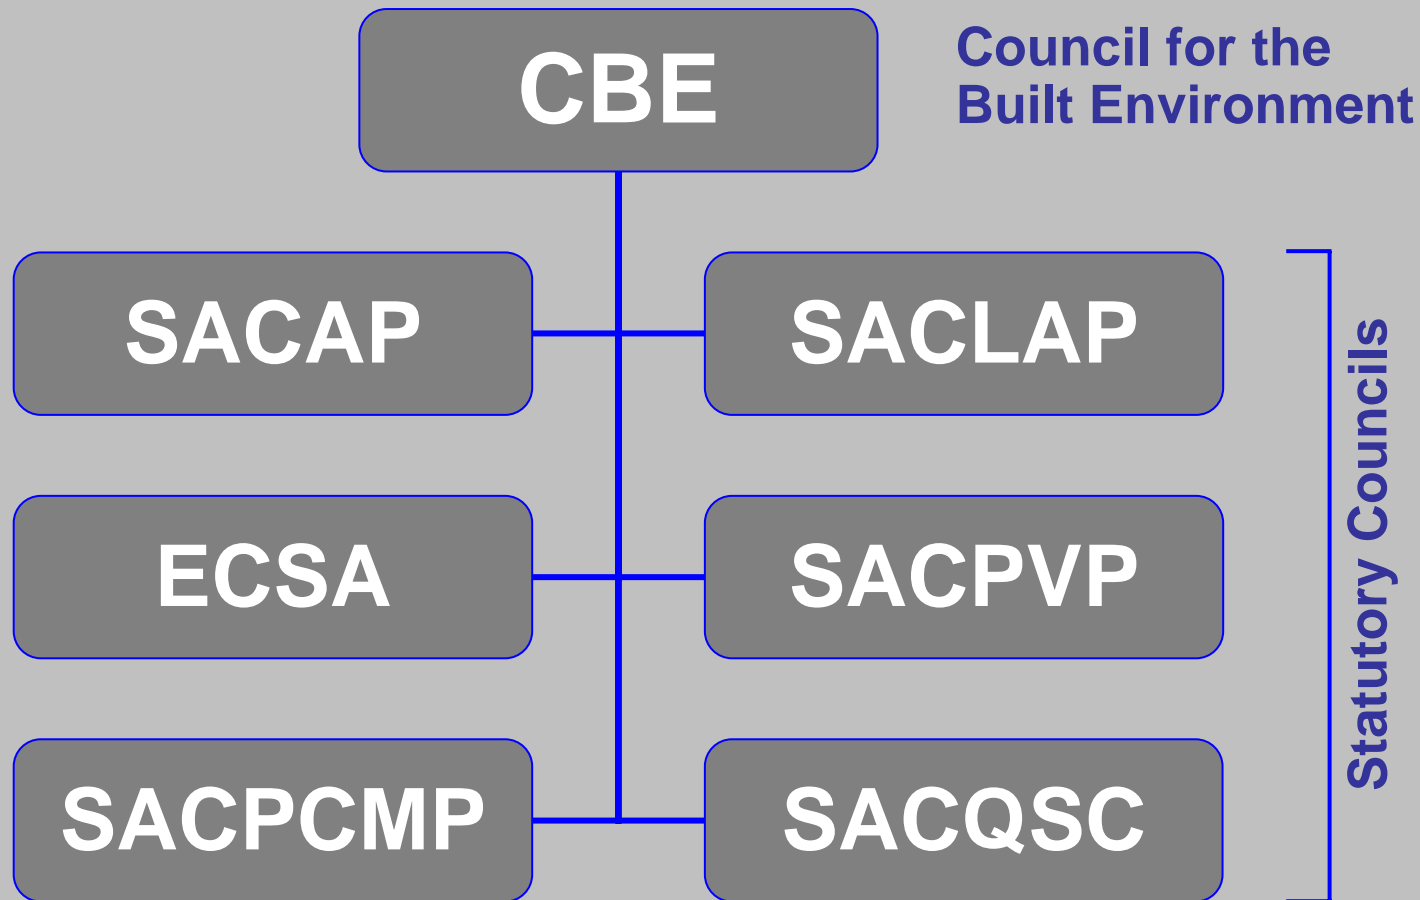 CBE
Council for the
Built Environment
SACAP
SACLAP
ECSA
SACPVP
SACPCMP
SACQSC
Statutory Councils